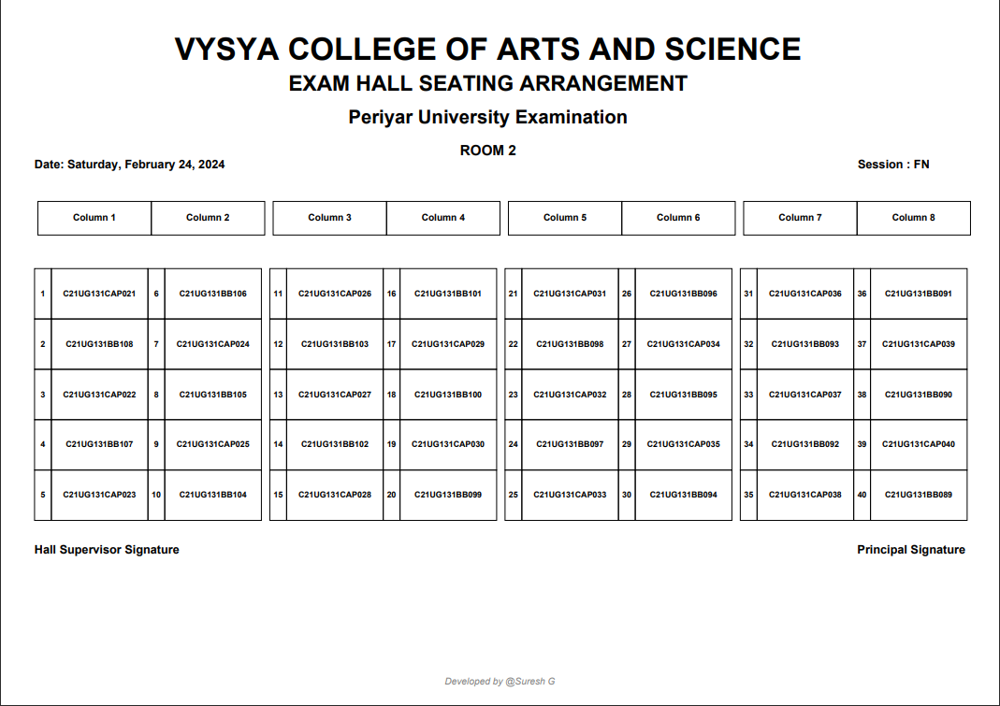 VYSYA COLLEGE OF ARTS AND SCIENCE
EXAM HALL SEATING ARRANGEMENT
Periyar University Examination
ROOM 2
Date: Saturday, February 24, 2024 Session : FN
Column 1 Column 2 Column 3 Column 4 Column 5 Column 6 Column 7 Column 8
1 C21UG131CAP021 6 C21UG131BB106 11 C21UG131CAP026 16 C21UG131BB101 21 C21UG131CAP031 26 C21UG131BB096 31 C21UG131CAP036 36 C21UG131BB091
2 C21UG131BB108 7 C21UG131CAP024 12 C21UG131BB103 17 C21UG131CAP029 22 C21UG131BB098 27 C21UG131CAP034 32 C21UG131BB093 37 C21UG131CAP039
3 C21UG131CAP022 8 C21UG131BB105 13 C21UG131CAP027 18 C21UG131BB100 23 C21UG131CAP032 28 C21UG131BB095 33 C21UG131CAP037 38 C21UG131BB090
4 C21UG131BB107 9 C21UG131CAP025 14 C21UG131BB102 19 C21UG131CAP030 24 C21UG131BB097 29 C21UG131CAP035 34 C21UG131BB092 39 C21UG131CAP040
5 C21UG131CAP023 10 C21UG131BB104 15 C21UG131CAP028 20 C21UG131BB099 25 C21UG131CAP033 30 C21UG131BB094 35 C21UG131CAP038 40 C21UG131BB089
Hall Supervisor Signature Principal Signature
Developed by @Suresh G